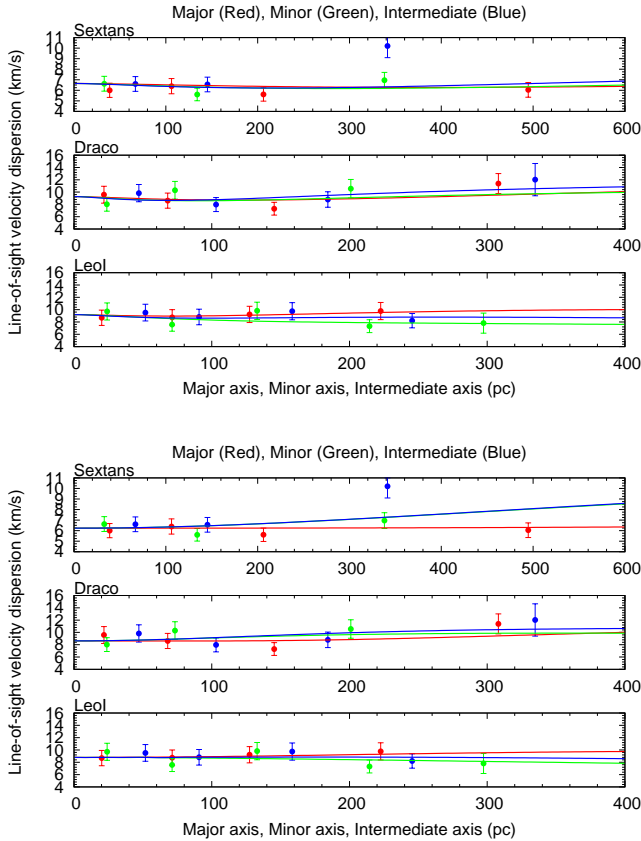 Major (Red), Minor (Green), Intermediate (Blue)
Sextans
11
10
9
8
7
6
5
4
0 100 200 300 400 500 600
Draco
16
14
12
10
8
6
4
0 100 200 300 400
LeoI
16
14
12
10
8
6
4
0 100 200 300 400
Line-of-sight velocity dispersion (km/s)
Major axis, Minor axis, Intermediate axis (pc)
Major (Red), Minor (Green), Intermediate (Blue)
Sextans
11
10
9
8
7
6
5
4
0 100 200 300 400 500 600
Draco
16
14
12
10
8
6
4
0 100 200 300 400
LeoI
16
14
12
10
8
6
4
0 100 200 300 400
Line-of-sight velocity dispersion (km/s)
Major axis, Minor axis, Intermediate axis (pc)